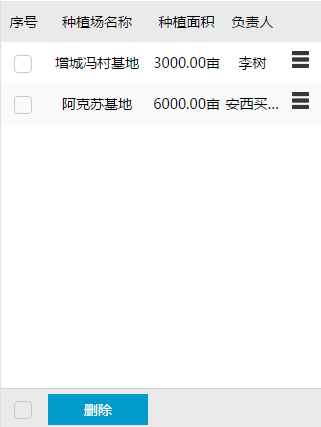 序号 种植场名称 种植面积 负责人
增城冯村基地 3000.00亩 李树
阿克苏基地 6000.00亩 安西买...
删除